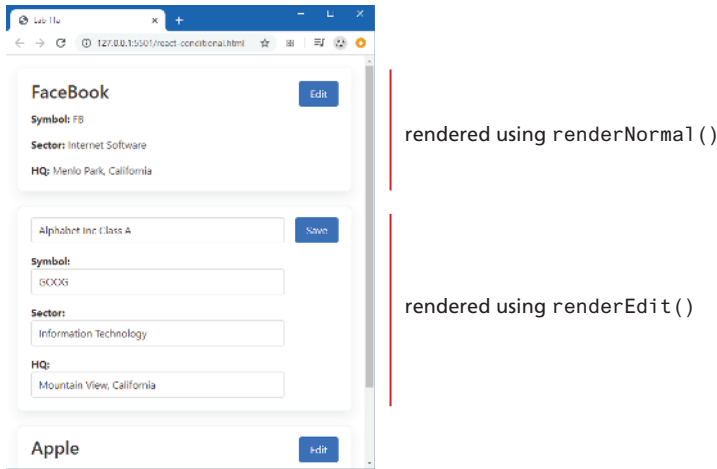 Lab 11a
127.0.0.1:5501/react-conditional.html
FaceBook
Edit
Symbol: FB
Sector: Internet Software
HQ: Menlo Park, California
rendered using renderNormal()
Alphabet Inc Class A
Save
Symbol:
GOOG
Sector:
Information Technology
HQ:
Mountain View, California
rendered using renderEdit()
Apple
Edit